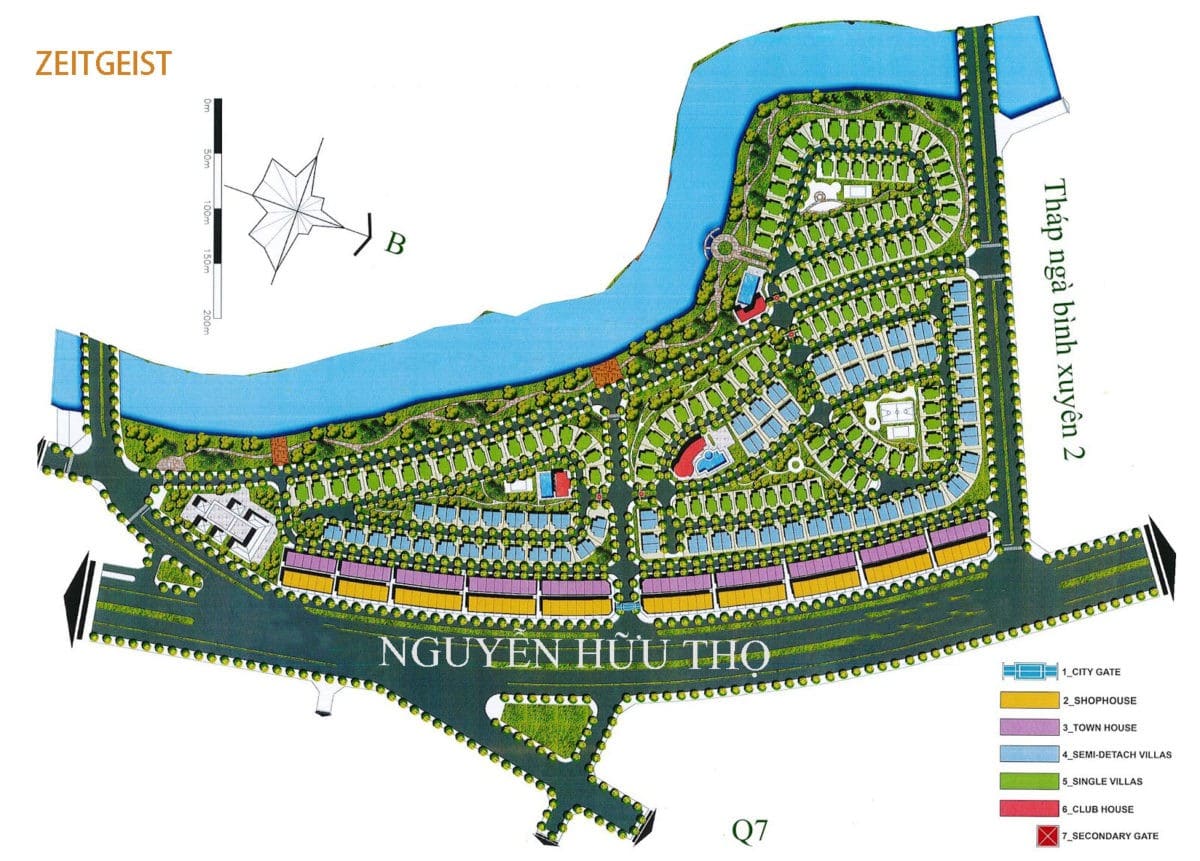 ZEITGEIST
0m
50m
100m
150m
200m
B
Tháp ngà bình xuyên 2
NGUYỄN HỮU THỌ
1_CITY GATE
2_SHOPHOUSE
3_TOWN HOUSE
4_SEMI-DETACH VILLAS
5_SINGLE VILLAS
6_CLUB HOUSE
7_SECONDARY GATE
Q7